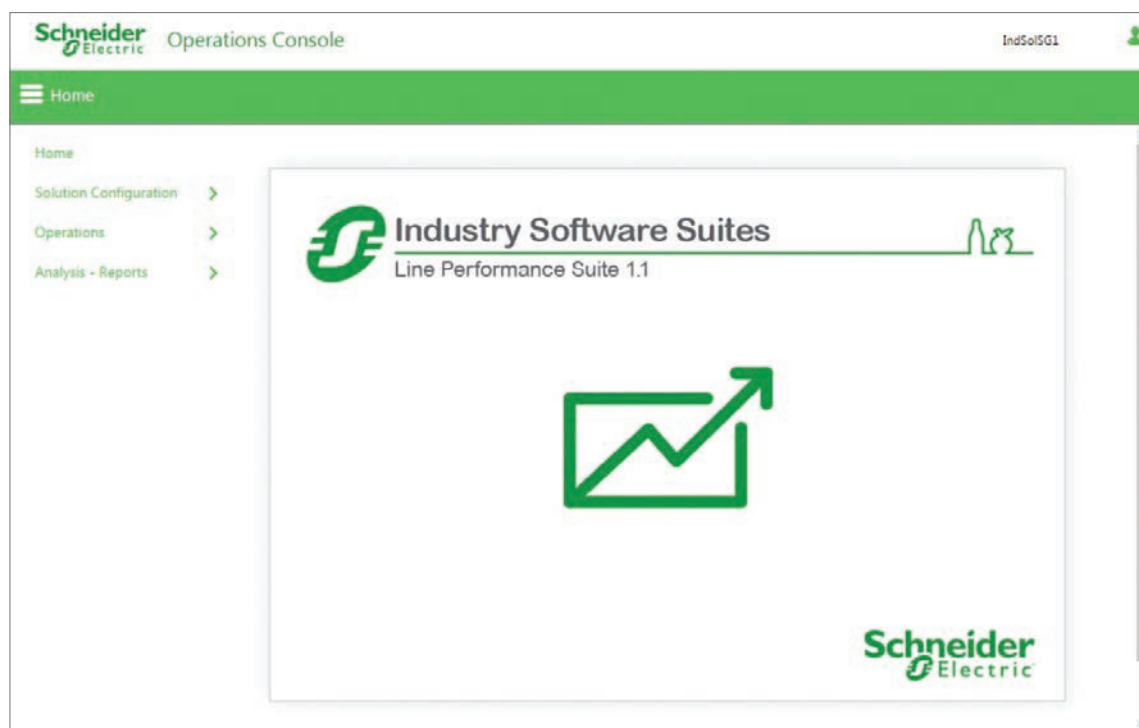 Schneider Electric Operations Console
IndSolSG1
Home
Home
Solution Configuration
Operations
Analysis - Reports
Industry Software Suites
Line Performance Suite 1.1
Schneider
Electric